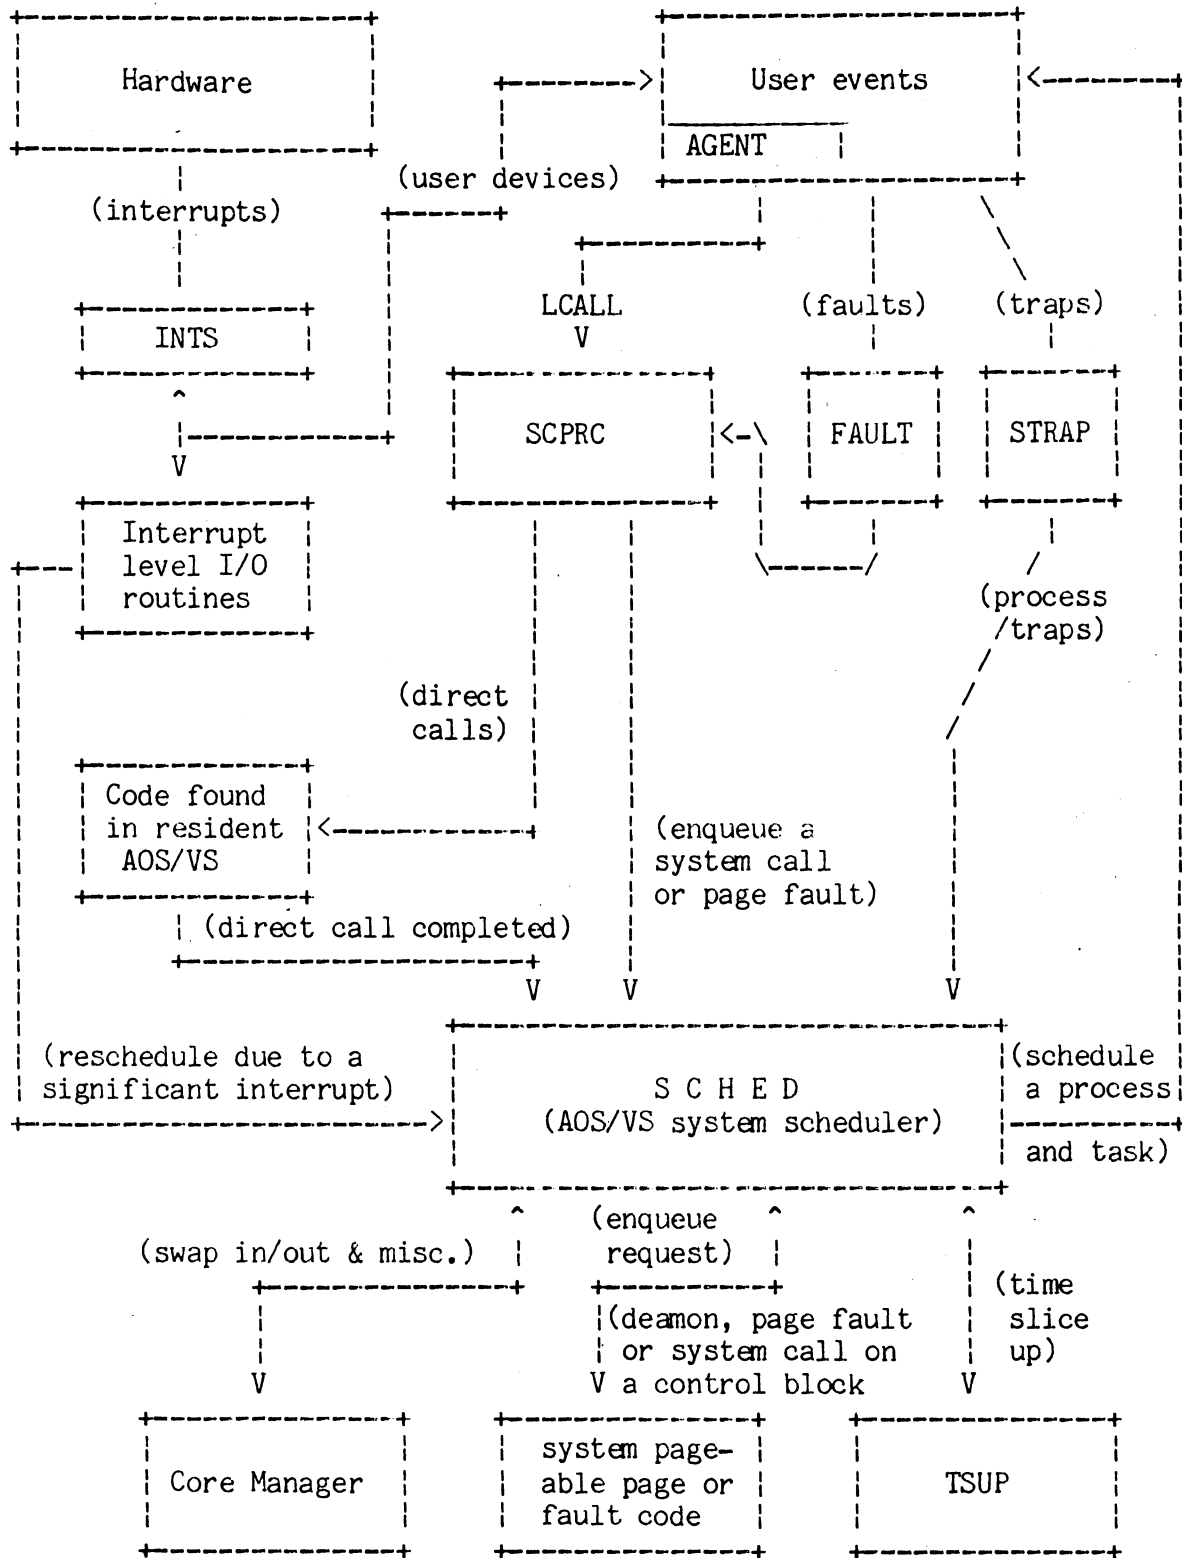 Hardware
User events
AGENT
(user devices)
(interrupts)
LCALL
(faults)
(traps)
INTS
SCPRC
FAULT
STRAP
Interrupt
level I/O
routines
(process
/traps)
(direct
calls)
Code found
in resident
AOS/VS
(enqueue a
system call
or page fault)
(direct call completed)
(reschedule due to a
significant interrupt)
S C H E D
(AOS/VS system scheduler)
(schedule
a process
and task)
(swap in/out & misc.)
(enqueue
request)
(deamon, page fault
or system call on
a control block
(time
slice
up)
Core Manager
system page-
able page or
fault code
TSUP